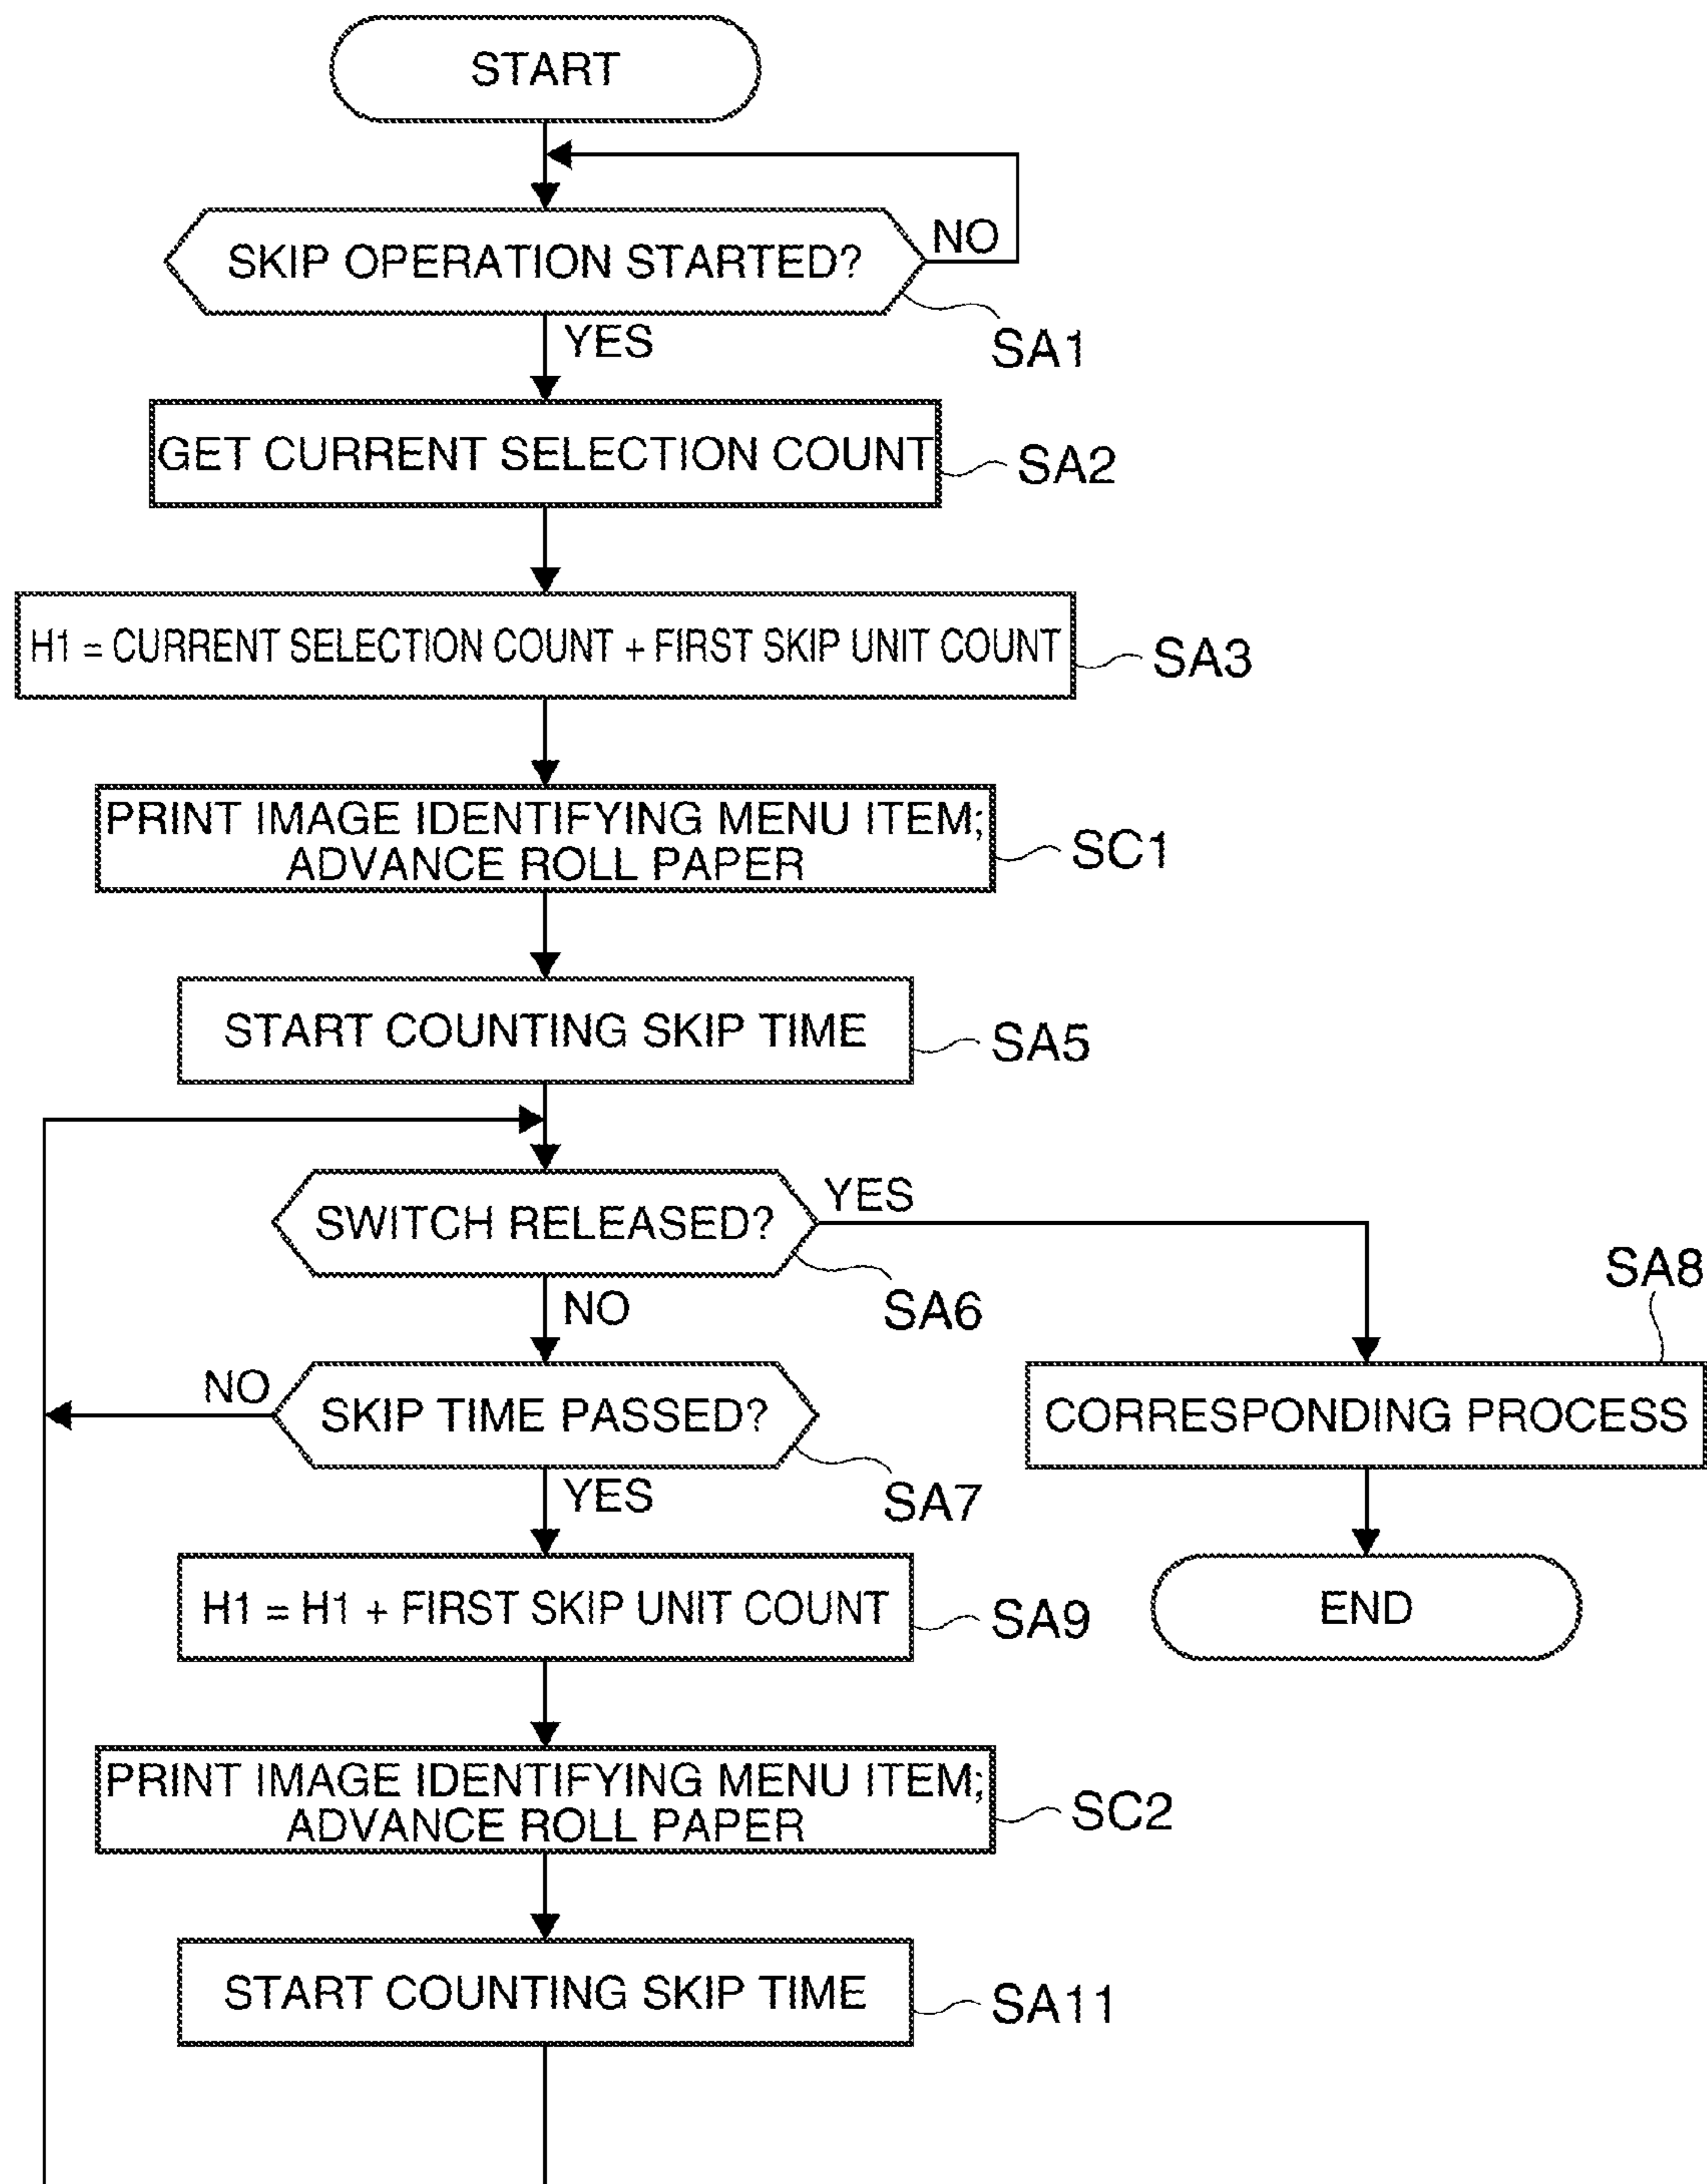 START
SKIP OPERATION STARTED?
NO
SA1
YES
GET CURRENT SELECTION COUNT
SA2
H1 = CURRENT SELECTION COUNT + FIRST SKIP UNIT COUNT
SA3
PRINT IMAGE IDENTIFYING MENU ITEM;
ADVANCE ROLL PAPER
SC1
START COUNTING SKIP TIME
SA5
SWITCH RELEASED?
YES
SA6
NO
SA8
SKIP TIME PASSED?
NO
SA7
YES
CORRESPONDING PROCESS
H1 = H1 + FIRST SKIP UNIT COUNT
SA9
END
PRINT IMAGE IDENTIFYING MENU ITEM;
ADVANCE ROLL PAPER
SC2
START COUNTING SKIP TIME
SA11